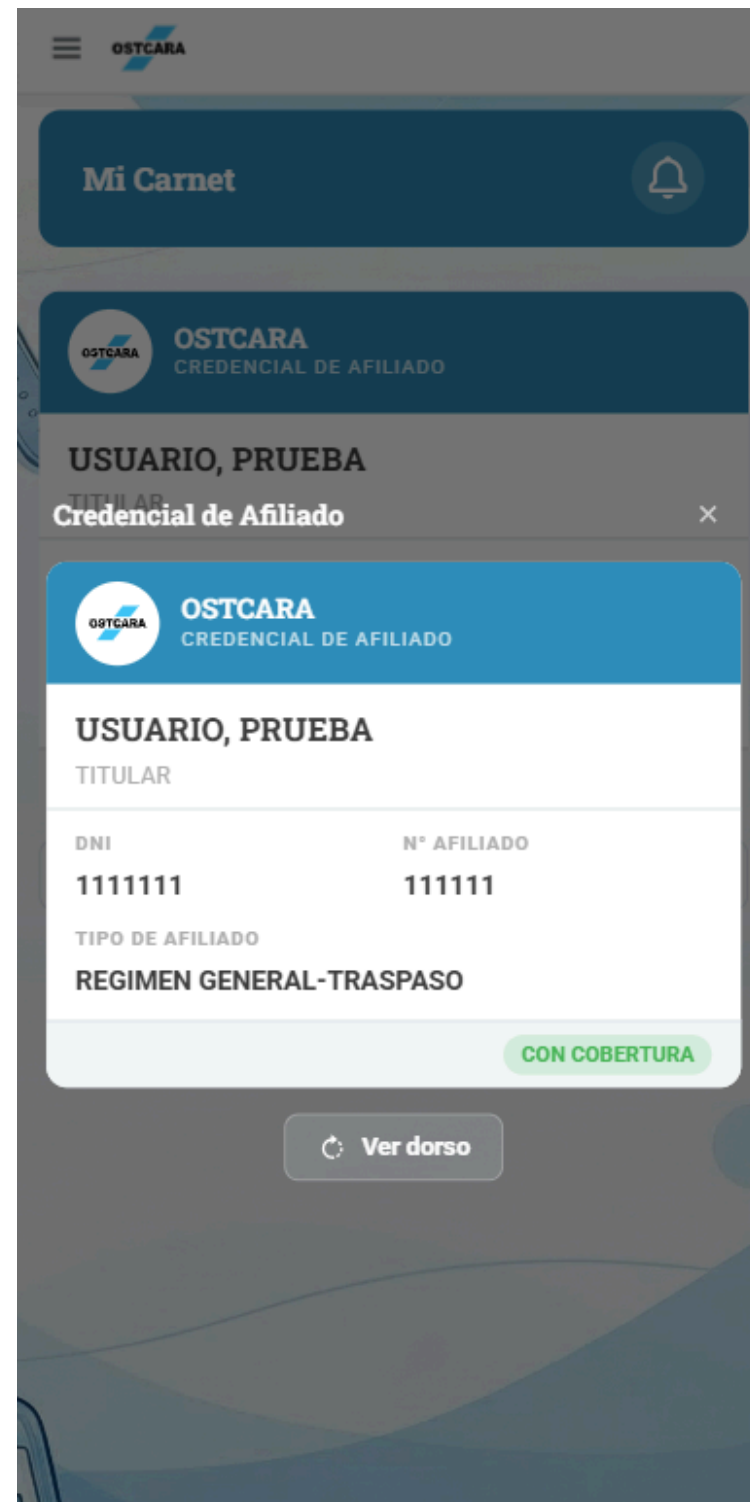 OSTCARA
Mi Carnet
OSTCARA
OSTCARA
CREDENCIAL DE AFILIADO
USUARIO, PRUEBA
TITULAR
Credencial de Afiliado ×
OSTCARA
OSTCARA
CREDENCIAL DE AFILIADO
USUARIO, PRUEBA
TITULAR
DNI N° AFILIADO
1111111 111111
TIPO DE AFILIADO
REGIMEN GENERAL-TRASPASO
CON COBERTURA
Ver dorso